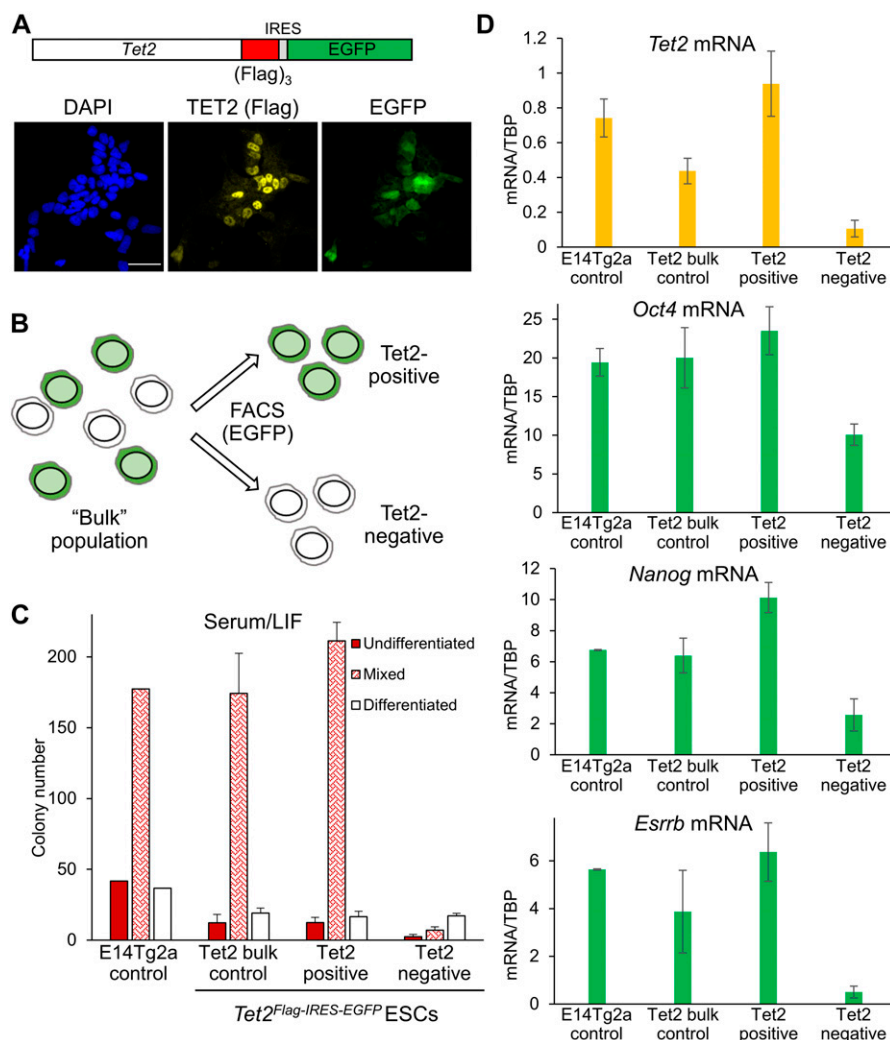 A
IRES
Tet2
EGFP
(Flag)3
DAPI
TET2 (Flag)
EGFP
B
Tet2-
positive
FACS
(EGFP)
"Bulk"
population
Tet2-
negative
C
Serum/LIF
Undifferentiated
Mixed
Differentiated
Colony number
200
150
100
50
0
E14Tg2a
control
Tet2 bulk
control
Tet2
positive
Tet2
negative
Tet2Flag-IRES-EGFP ESCs
D
Tet2 mRNA
mRNA/TBP
1.2
1
0.8
0.6
0.4
0.2
0
E14Tg2a
control
Tet2 bulk
control
Tet2
positive
Tet2
negative
Oct4 mRNA
mRNA/TBP
25
20
15
10
5
0
E14Tg2a
control
Tet2 bulk
control
Tet2
positive
Tet2
negative
Nanog mRNA
mRNA/TBP
12
10
8
6
4
2
0
E14Tg2a
control
Tet2 bulk
control
Tet2
positive
Tet2
negative
Esrrb mRNA
mRNA/TBP
6
4
2
0
E14Tg2a
control
Tet2 bulk
control
Tet2
positive
Tet2
negative